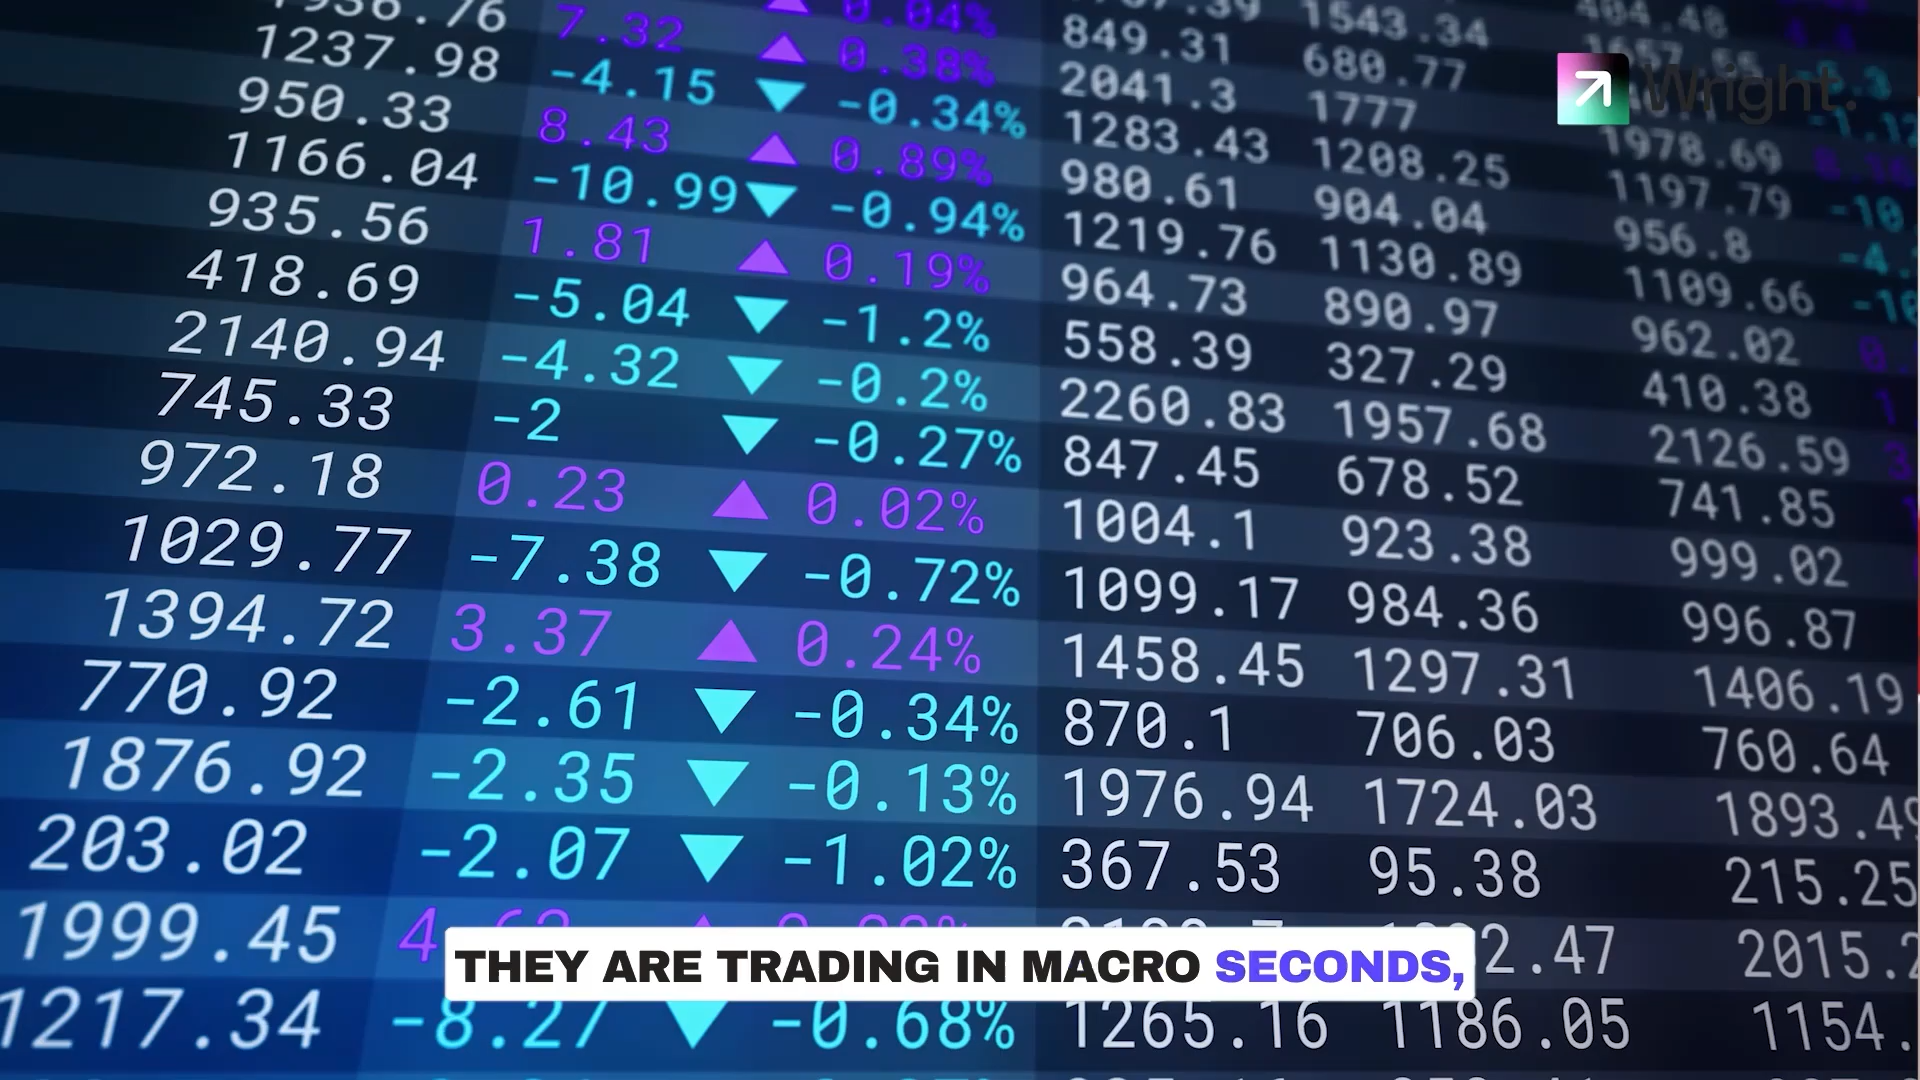 0.04%
1543.34
404.48
1237.98 7.32 0.38% 849.31 680.77
Wright.
950.33 -4.15 -0.34% 2041.3 1777
1166.04 8.43 0.89% 1283.43 1208.25 1978.69
935.56 -10.99 -0.94% 980.61 904.04 1197.79
418.69 1.81 0.19% 1219.76 1130.89 956.8
2140.94 -5.04 -1.2% 964.73 890.97 1109.66
745.33 -4.32 -0.2% 558.39 327.29 962.02
972.18 -2 -0.27% 2260.83 1957.68 410.38
1029.77 0.23 0.02% 847.45 678.52 2126.59
1394.72 -7.38 -0.72% 1004.1 923.38 741.85
770.92 3.37 0.24% 1099.17 984.36 999.02
1876.92 -2.61 -0.34% 1458.45 1297.31 996.87
203.02 -2.35 -0.13% 870.1 706.03 1406.19
1999.45 -2.07 -1.02% 1976.94 1724.03 760.64
1217.34 367.53 95.38 1893.49
-8.27 -0.68% 1265.16 1186.05 215.25
THEY ARE TRADING IN MACRO SECONDS,